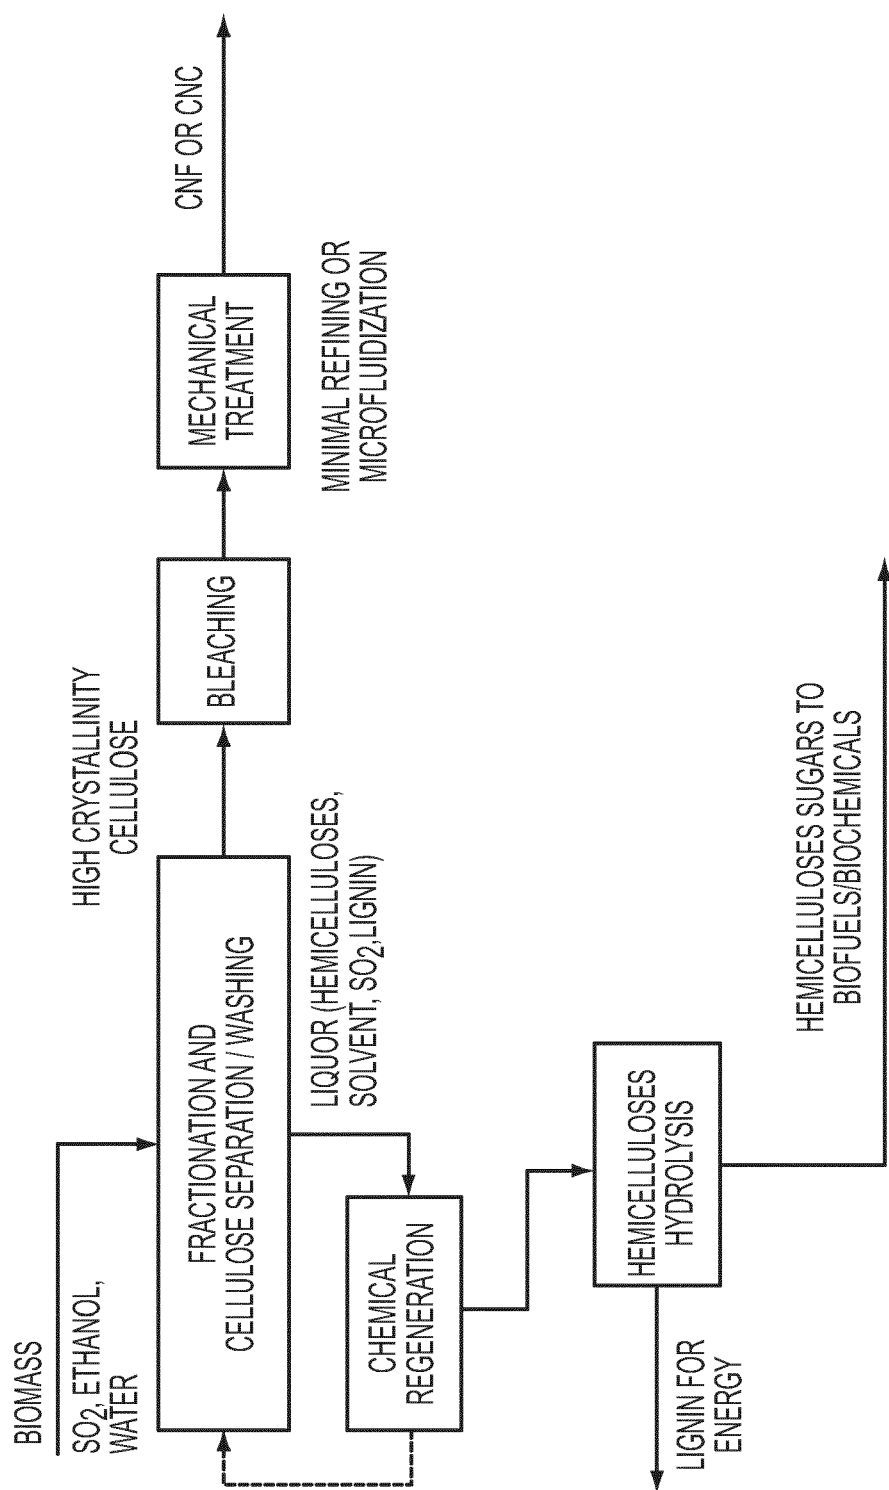 BIOMASS
SO2, ETHANOL,
WATER
FRACTIONATION AND
CELLULOSE SEPARATION / WASHING
HIGH CRYSTALLINITY
CELLULOSE
BLEACHING
MECHANICAL
TREATMENT
CNF OR CNC
MINIMAL REFINING OR
MICROFLUIDIZATION
LIQUOR (HEMICELLULOSES,
SOLVENT, SO2,LIGNIN)
CHEMICAL
REGENERATION
HEMICELLULOSES
HYDROLYSIS
LIGNIN FOR
ENERGY
HEMICELLULOSES SUGARS TO
BIOFUELS/BIOCHEMICALS